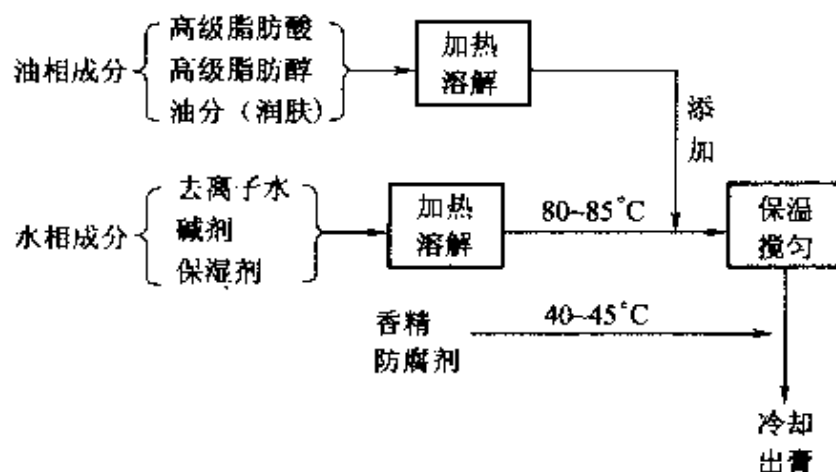 油相成分
高级脂肪酸
高级脂肪醇
油分（润肤）
加热
溶解
添
加
水相成分
去离子水
碱剂
保湿剂
加热
溶解
80~85°C
保温
搅匀
香精
防腐剂
40~45°C
冷却
出膏